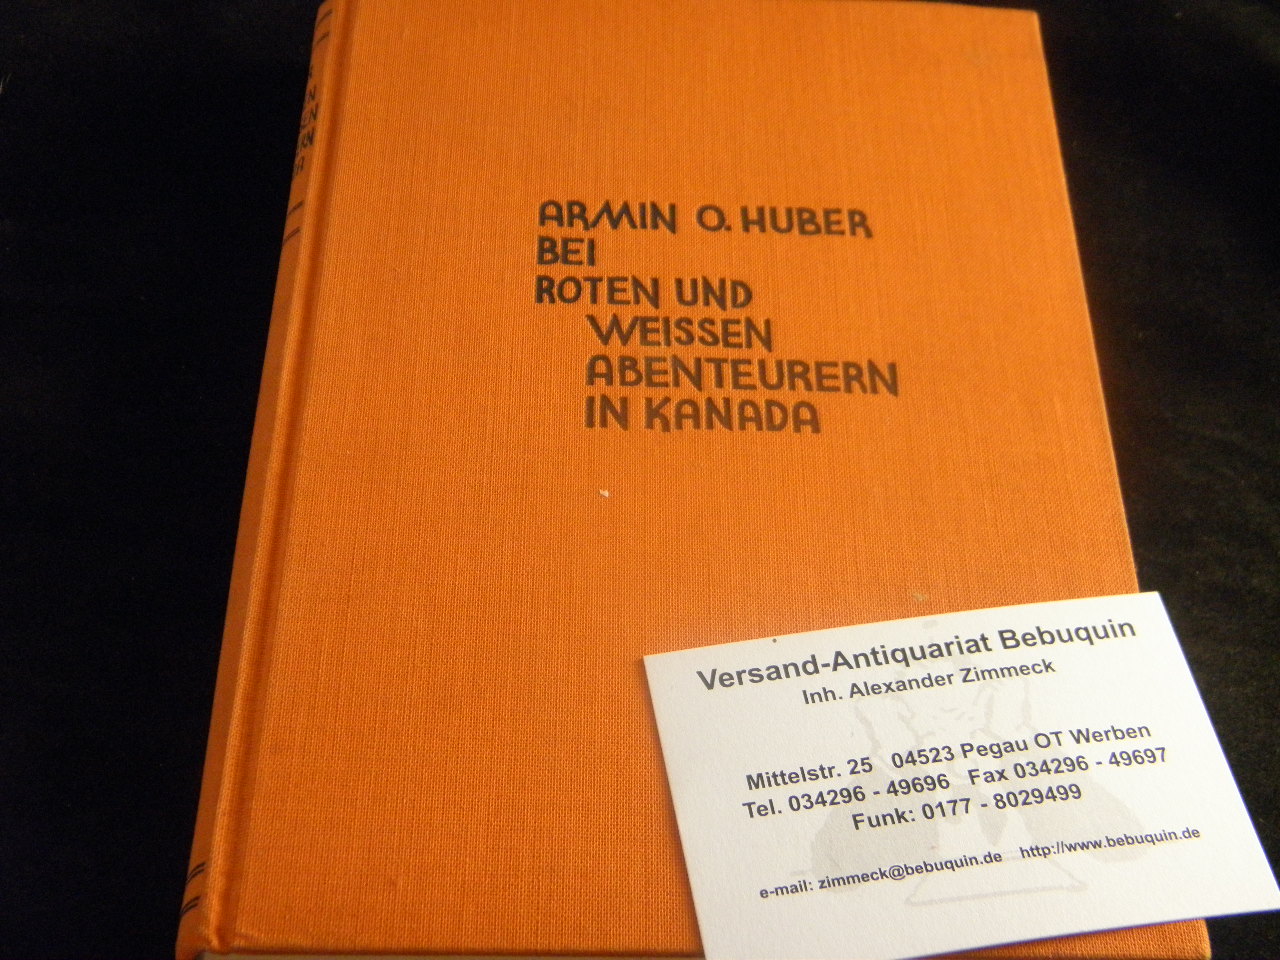 ARMIN O. HUBER
BEI
ROTEN UND
WEISSEN
ABENTEURERN
IN KANADA
Versand-Antiquariat Bebuquin
Inh. Alexander Zimmeck
Mittelstr. 25 04523 Pegau OT Werben
Tel. 034296 - 49696 Fax 034296 - 49697
Funk: 0177 - 8029499
e-mail: zimmeck@bebuquin.de http://www.bebuquin.de